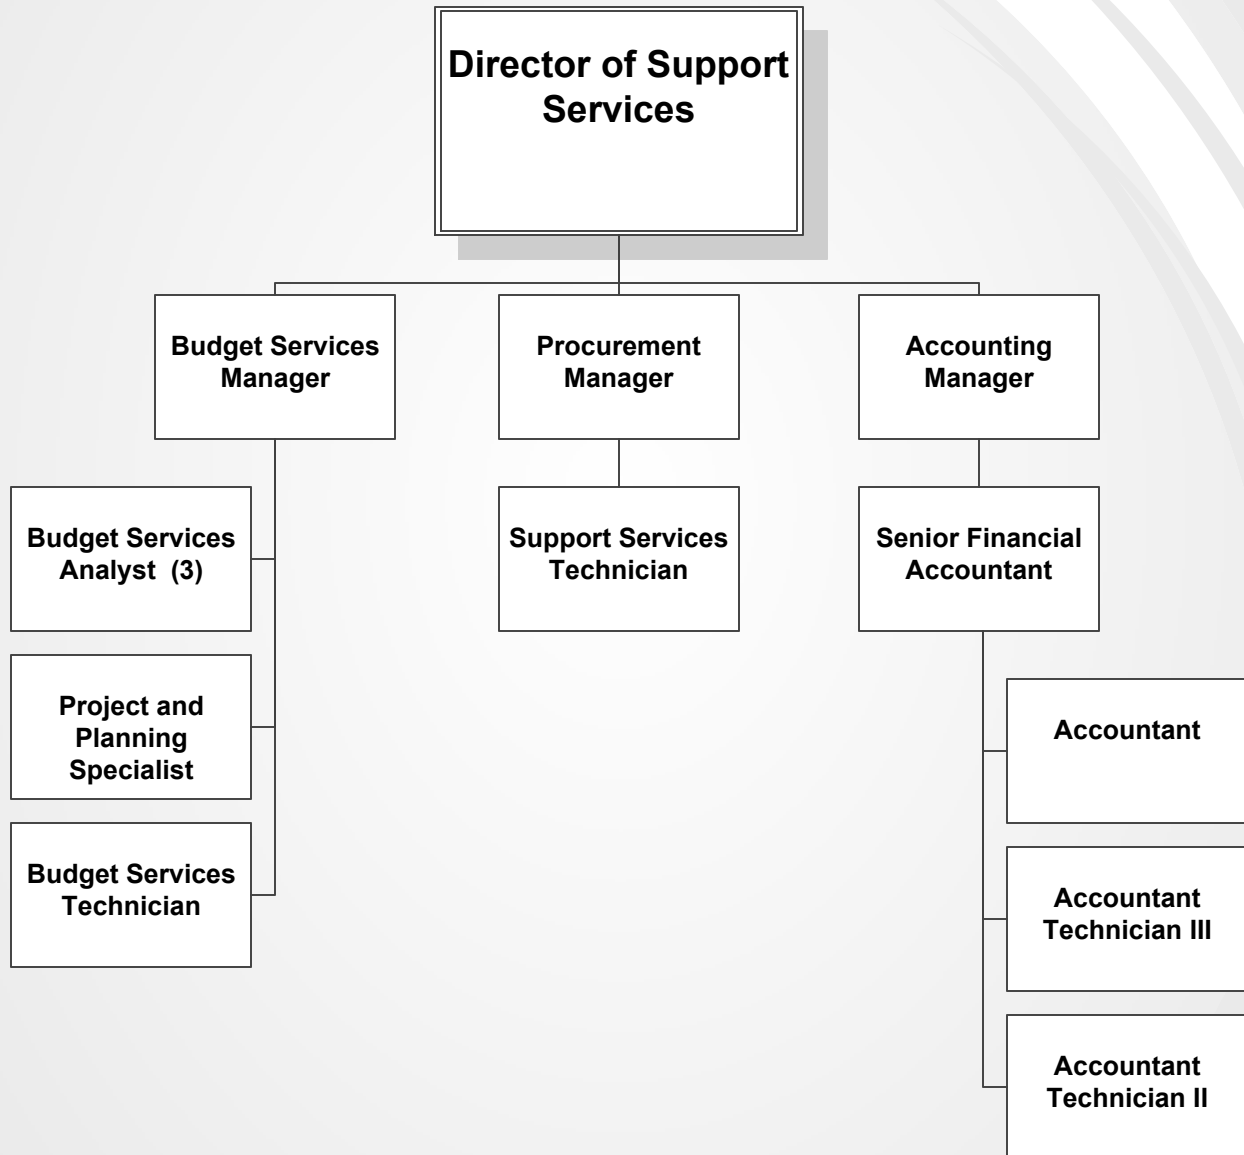 Director of Support
Services
Budget Services
Manager
Procurement
Manager
Accounting
Manager
Budget Services
Analyst  (3)
Support Services
Technician
Senior Financial
Accountant
Project and
Planning
Specialist
Accountant
Budget Services
Technician
Accountant
Technician III
Accountant
Technician II